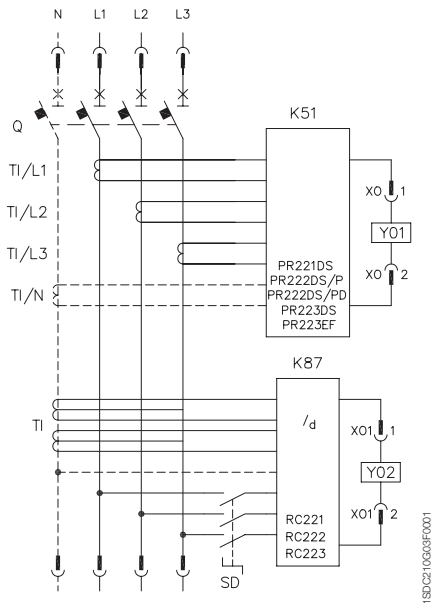 N L1 L2 L3
K51
Q
TI/L1
X0 1
TI/L2
Y01
TI/L3
PR221DS
X0 2
PR222DS/P
TI/N
PR222DS/PD
PR223DS
PR223EF
K87
TI
/d
X01 1
Y02
X01 2
RC221
RC222
RC223
SD
1SDC210G03F0001